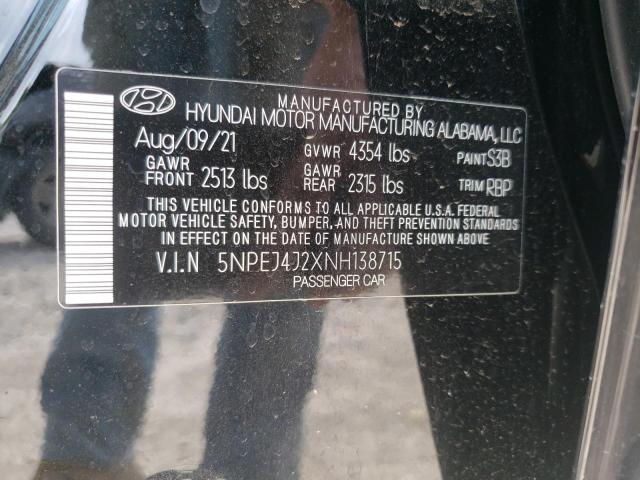 MANUFACTURED BY
HYUNDAI MOTOR MANUFACTURING ALABAMA, LLC
Aug/09/21 GVWR 4354 lbs PAINT S3B
GAWR FRONT 2513 lbs GAWR REAR 2315 lbs TRIM RBP
THIS VEHICLE CONFORMS TO ALL APPLICABLE U.S.A. FEDERAL
MOTOR VEHICLE SAFETY, BUMPER, AND THEFT PREVENTION STANDARDS
IN EFFECT ON THE DATE OF MANUFACTURE SHOWN ABOVE
V.I.N 5NPEJ4J2XNH138715
PASSENGER CAR